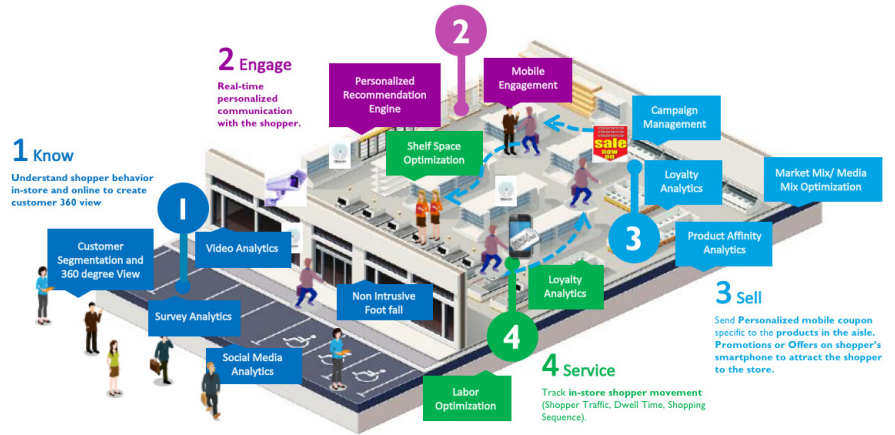 2
2 Engage
Real-time
personalized
communication
with the shopper.
Personalized
Recommendation
Engine
Mobile
Engagement
Shelf Space
Optimization
Campaign
Management
sale
now
on
1 Know
Understand shopper behavior
in-store and online to create
customer 360 view
1
Customer
Segmentation and
360 degree View
Video Analytics
Survey Analytics
Social Media
Analytics
Non Intrusive
Foot fall
Loyalty
Analytics
Market Mix/ Media
Mix Optimization
3
Product Affinity
Analytics
3 Sell
Send Personalized mobile coupon
specific to the products in the aisle.
Promotions or Offers on shopper's
smartphone to attract the shopper
to the store.
Loyalty
Analytics
4
Labor
Optimization
4 Service
Track in-store shopper movement
(Shopper Traffic, Dwell Time, Shopping
Sequence).